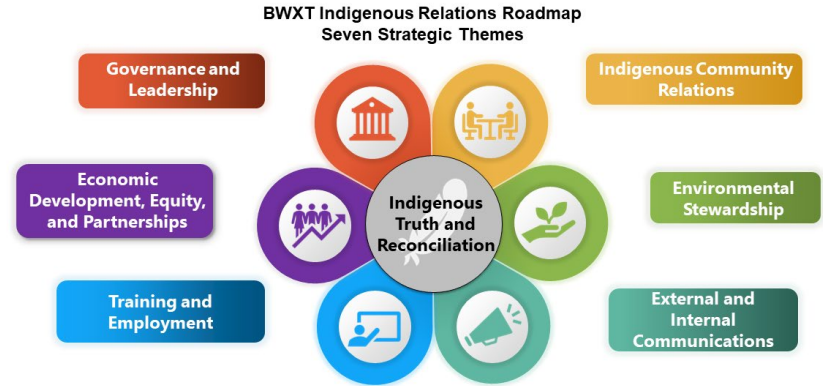 BWXT Indigenous Relations Roadmap
Seven Strategic Themes
Governance and
Leadership
Indigenous Community
Relations
Economic
Development, Equity,
and Partnerships
Indigenous
Truth and
Reconciliation
Environmental
Stewardship
Training and
Employment
External and
Internal
Communications